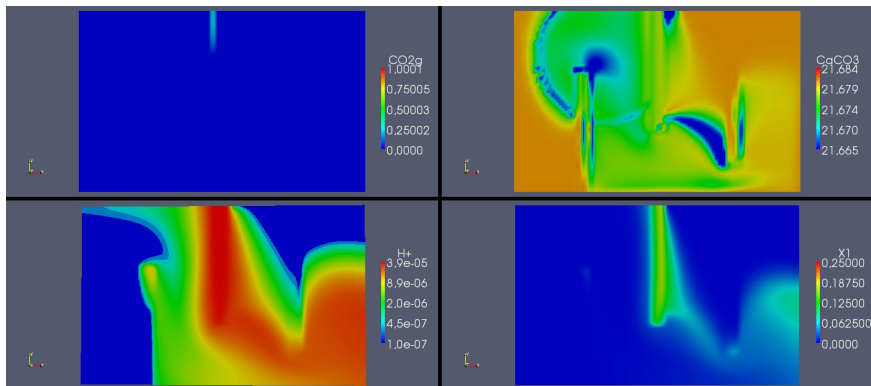 CO2g
1,0001
0,75005
0,50003
0,25002
0,0000
CaCO3
21,684
21,679
21,674
21,670
21,665
H+
3,9e-05
8,9e-06
2,0e-06
4,5e-07
1,0e-07
X1
0,25000
0,18750
0,12500
0,062500
0,0000